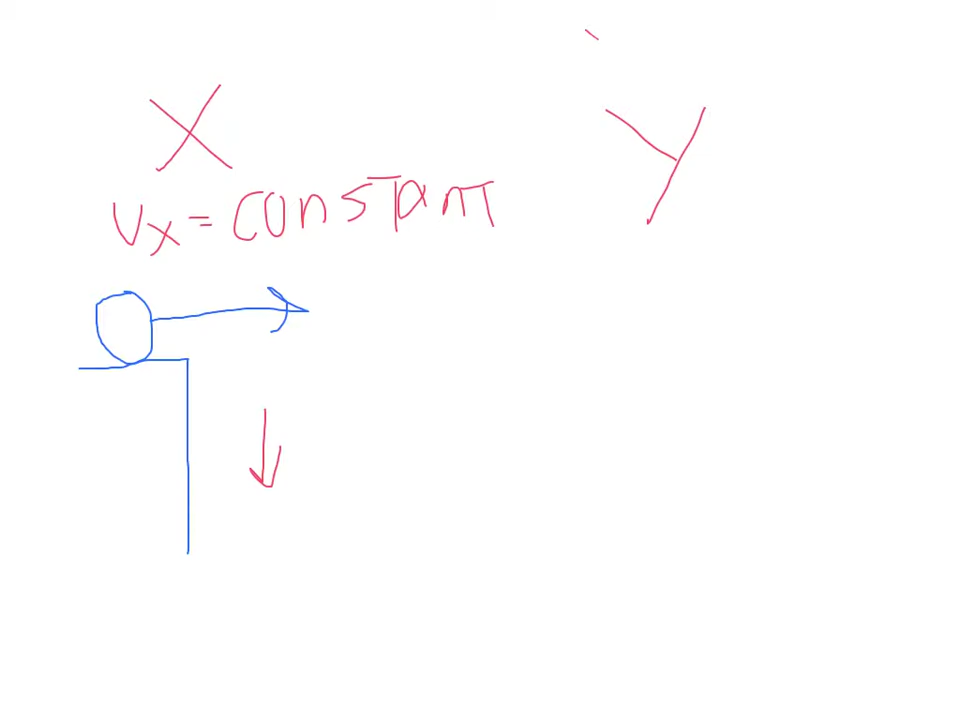 X Y
Vx = constant